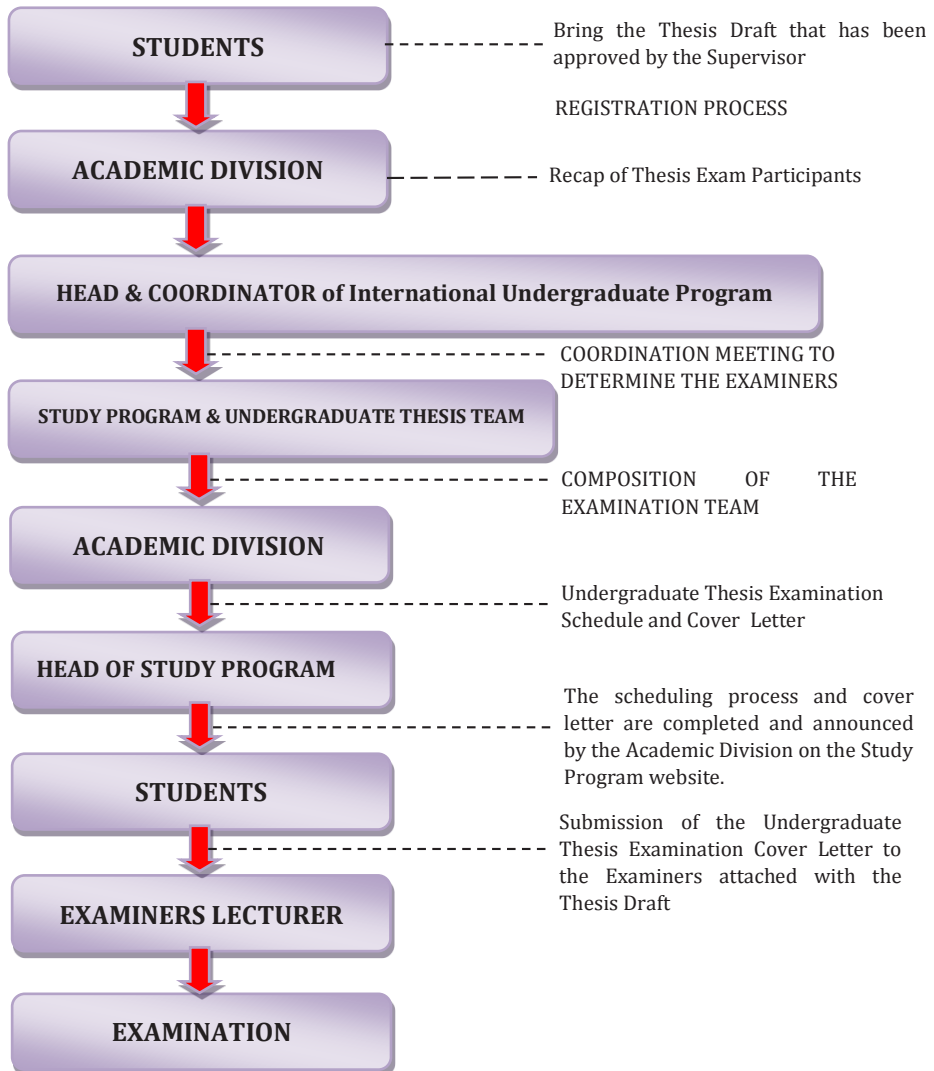 STUDENTS
Bring the Thesis Draft that has been
approved by the Supervisor
REGISTRATION PROCESS
ACADEMIC DIVISION
Recap of Thesis Exam Participants
HEAD & COORDINATOR of International Undergraduate Program
COORDINATION MEETING TO
DETERMINE THE EXAMINERS
STUDY PROGRAM & UNDERGRADUATE THESIS TEAM
COMPOSITION OF THE
EXAMINATION TEAM
ACADEMIC DIVISION
Undergraduate Thesis Examination
Schedule and Cover Letter
HEAD OF STUDY PROGRAM
The scheduling process and cover
letter are completed and announced
by the Academic Division on the Study
Program website.
STUDENTS
Submission of the Undergraduate
Thesis Examination Cover Letter to
the Examiners attached with the
Thesis Draft
EXAMINERS LECTURER
EXAMINATION